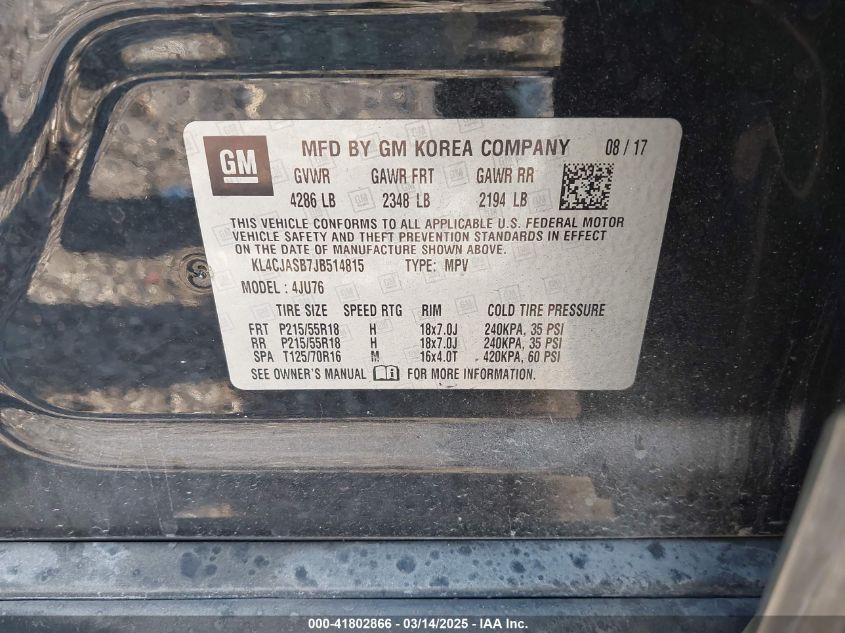 GM MFD BY GM KOREA COMPANY 08 / 17
GVWR GAWR FRT GAWR RR
4286 LB 2348 LB 2194 LB
THIS VEHICLE CONFORMS TO ALL APPLICABLE U.S. FEDERAL MOTOR
VEHICLE SAFETY AND THEFT PREVENTION STANDARDS IN EFFECT
ON THE DATE OF MANUFACTURE SHOWN ABOVE.
KL4CJASB7JB514815 TYPE: MPV
MODEL : 4JU76
TIRE SIZE SPEED RTG RIM COLD TIRE PRESSURE
FRT P215/55R18 H 18x7.0J 240KPA, 35 PSI
RR P215/55R18 H 18x7.0J 240KPA, 35 PSI
SPA T125/70R16 M 16x4.0T 420KPA, 60 PSI
SEE OWNER'S MANUAL FOR MORE INFORMATION.
000-41802866 - 03/14/2025 - IAA Inc.